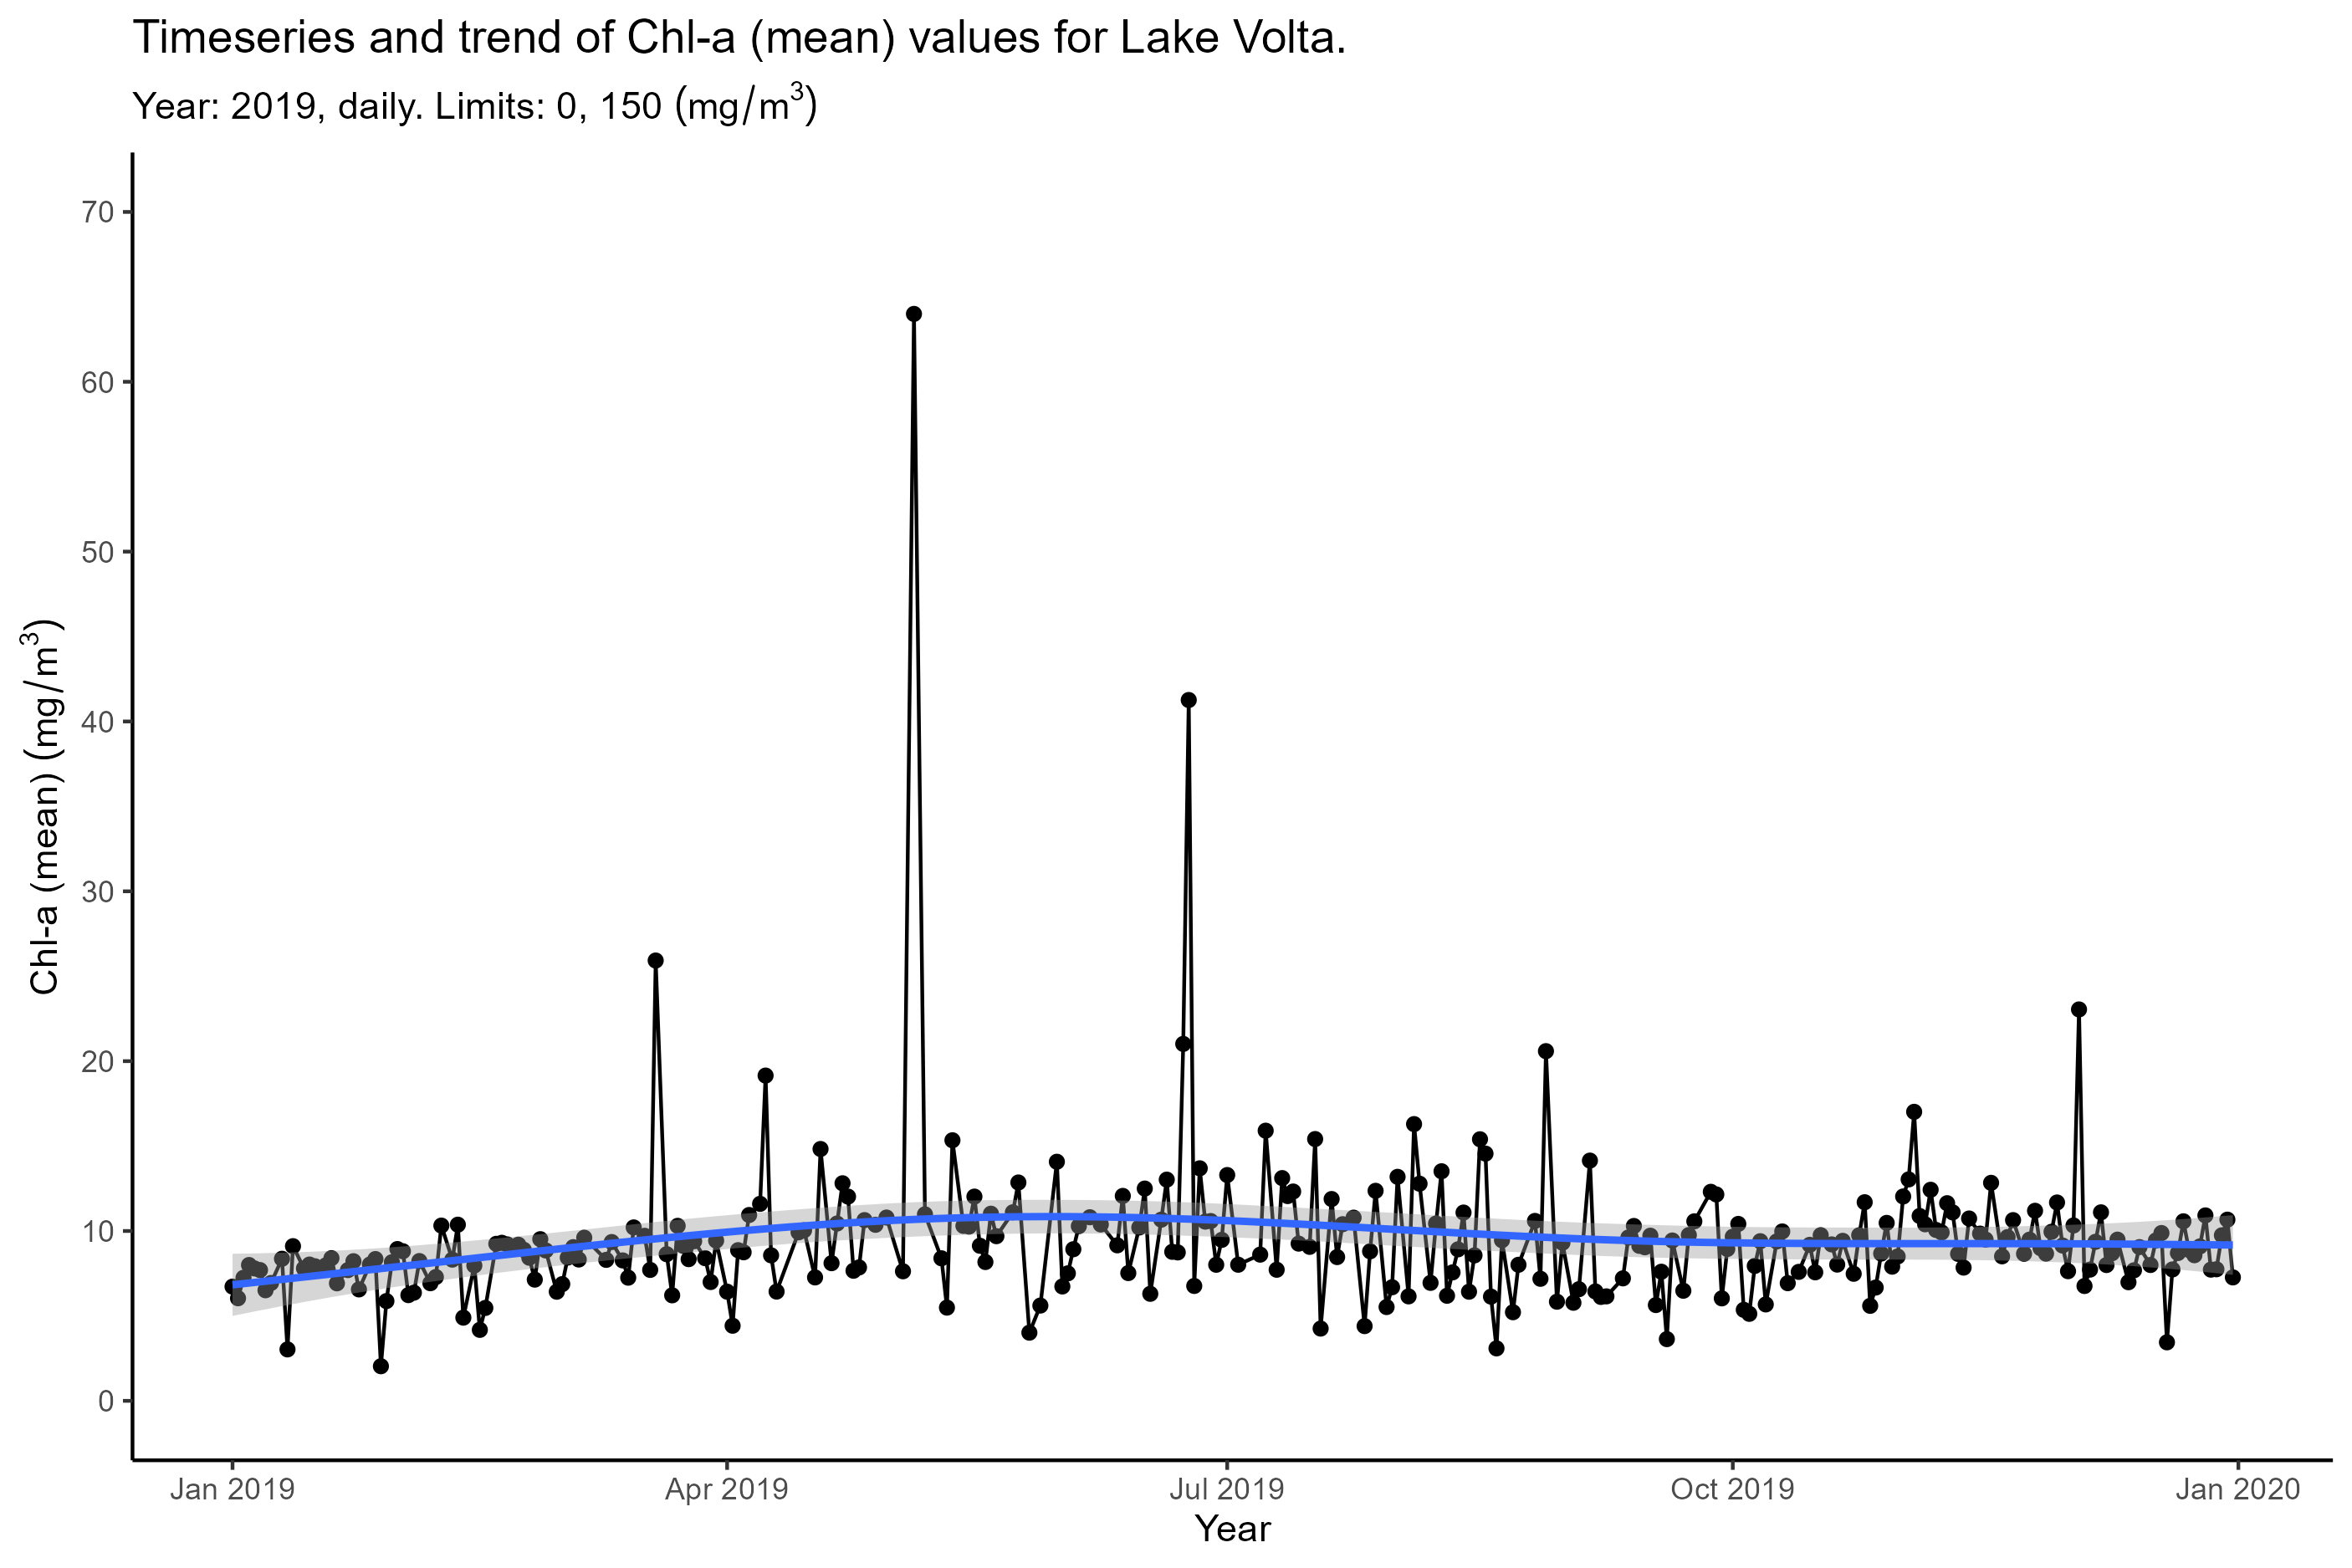 Timeseries and trend of Chl-a (mean) values for Lake Volta.
Year: 2019, daily. Limits: 0, 150 (mg/m³)
70
60
50
40
30
20
10
0
Chl-a (mean) (mg/m³)
Jan 2019 Apr 2019 Jul 2019 Oct 2019 Jan 2020
Year